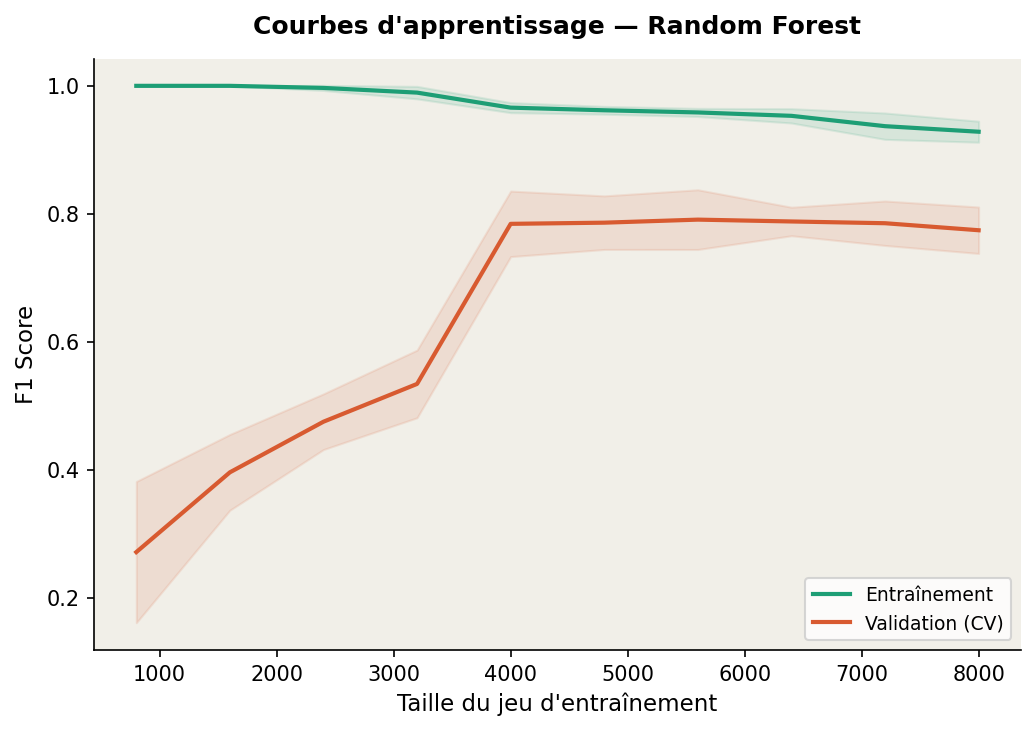 Courbes d'apprentissage — Random Forest
1.0
0.8
0.6
0.4
0.2
F1 Score
Entraînement
Validation (CV)
1000 2000 3000 4000 5000 6000 7000 8000
Taille du jeu d'entraînement